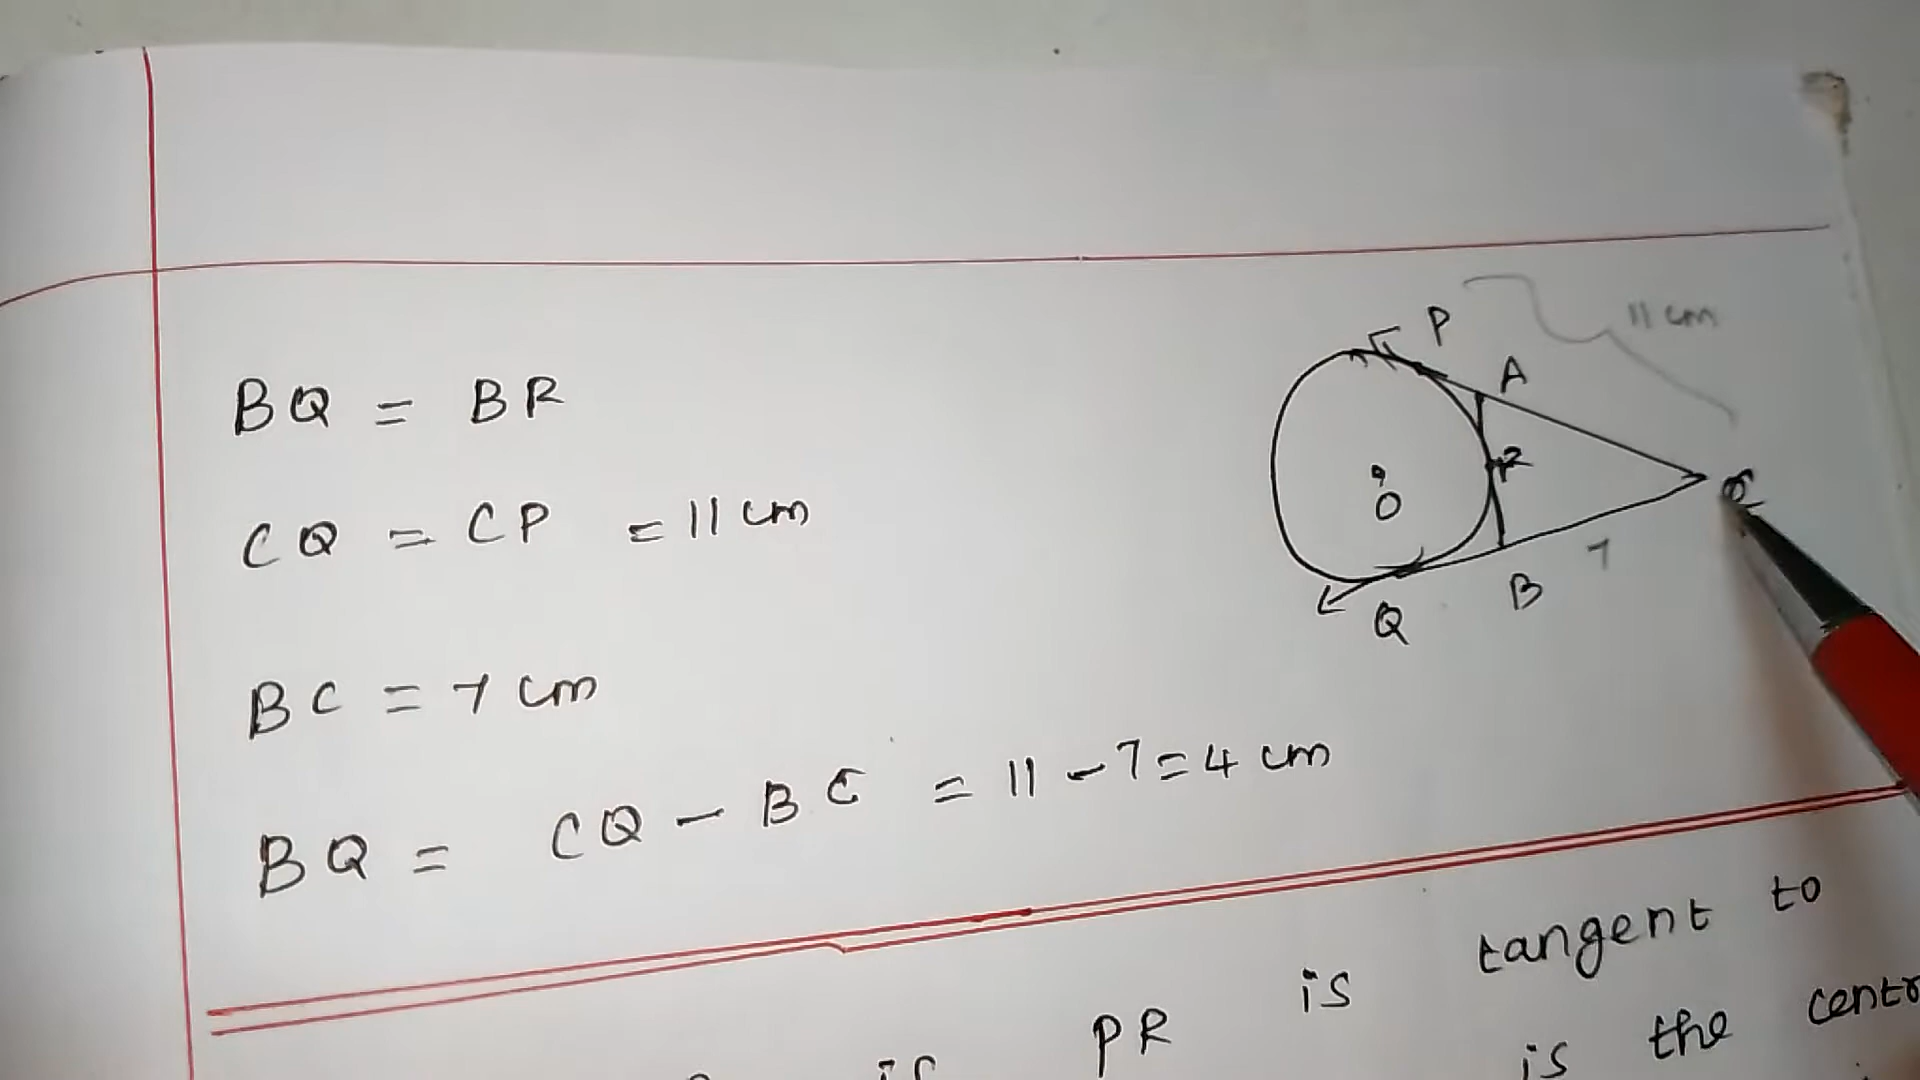 BQ = BR
CQ = CP = 11 cm
BC = 7 cm
BQ = CQ - BC = 11 - 7 = 4 cm
11 cm
P
A
R
O
7
B
Q
PR is tangent to
is the